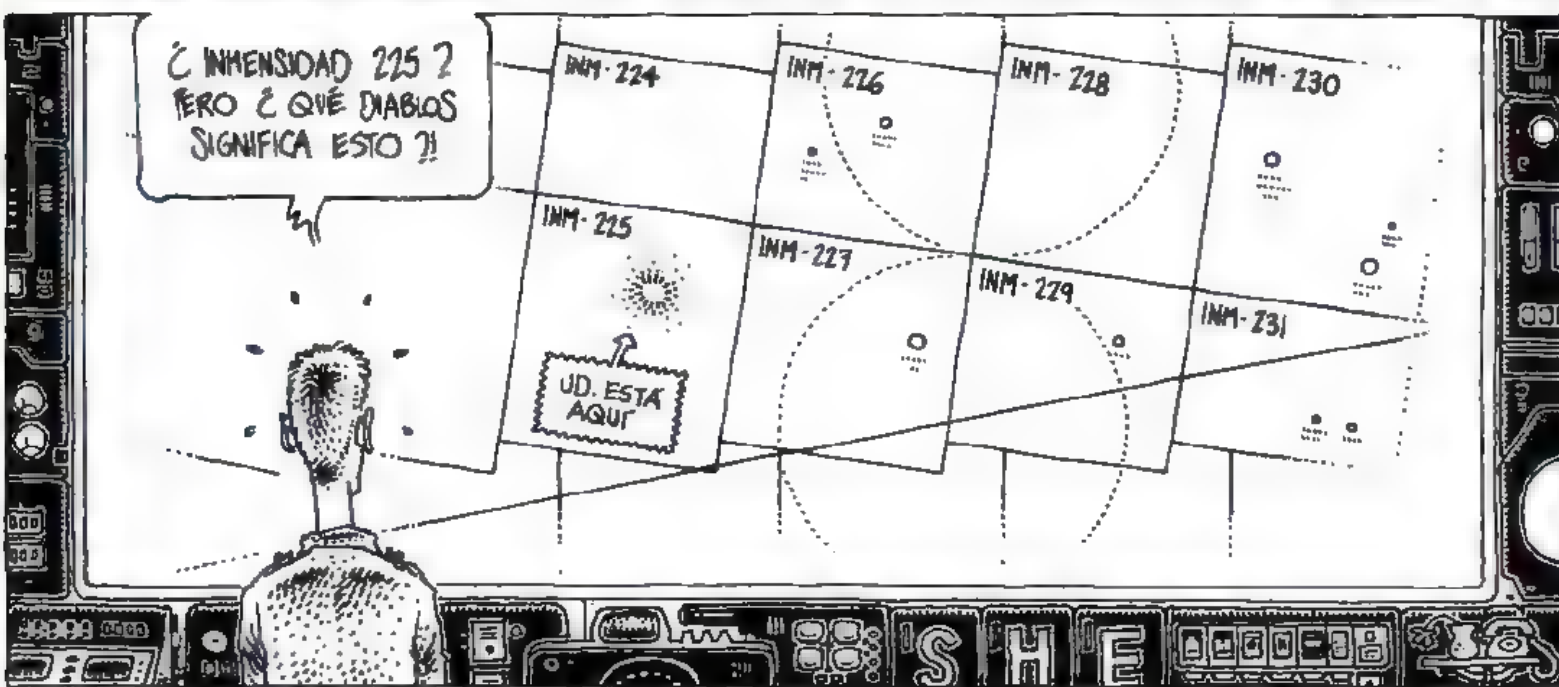 ¿ INMENSIDAD 225 ?
PERO ¿ QUÉ DIABLOS
SIGNIFICA ESTO ?!
INM-224
INM-226
INM-228
INM-230
INM-225
INM-227
INM-229
INM-231
UD. ESTÁ
AQUÍ
S H E